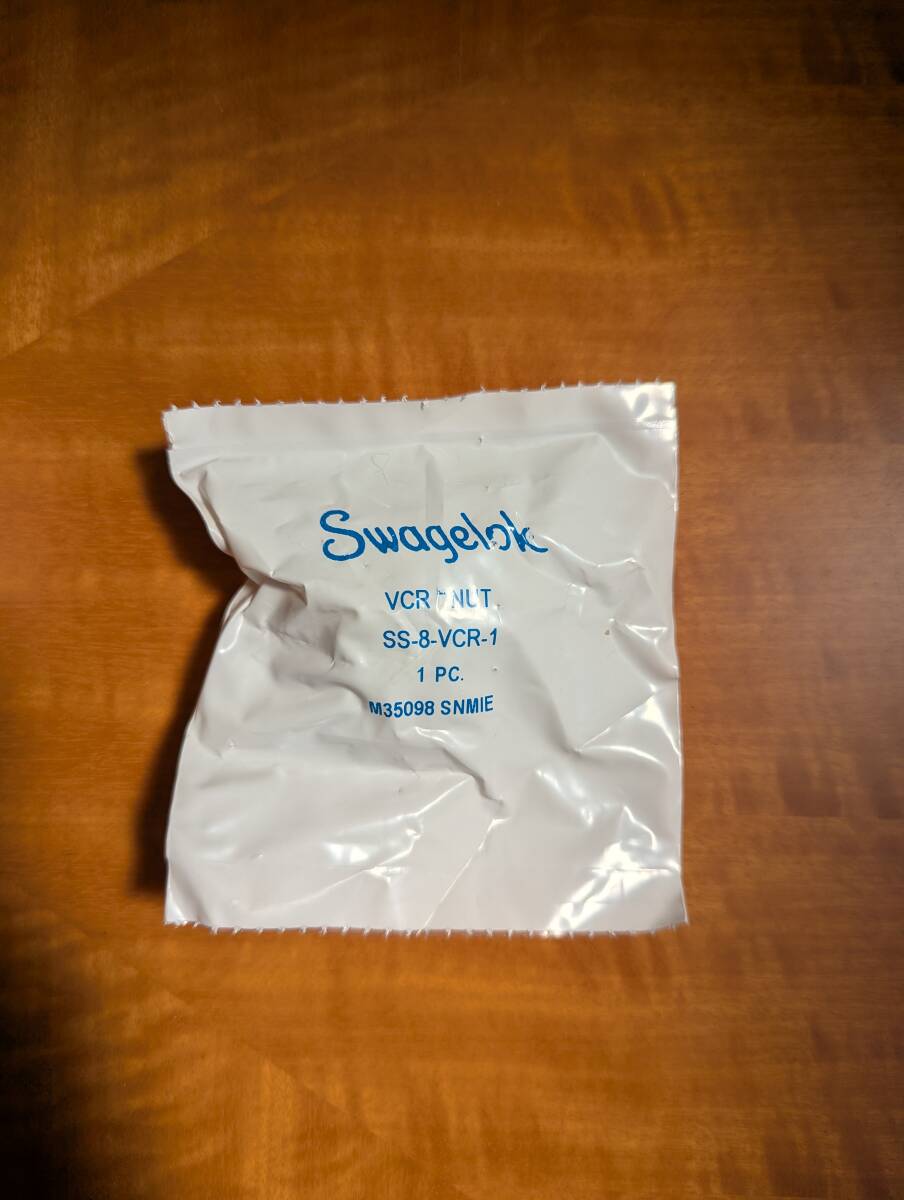 Swagelok
VCR NUT
SS-8-VCR-1
1 PC.
M35098 SNMIE